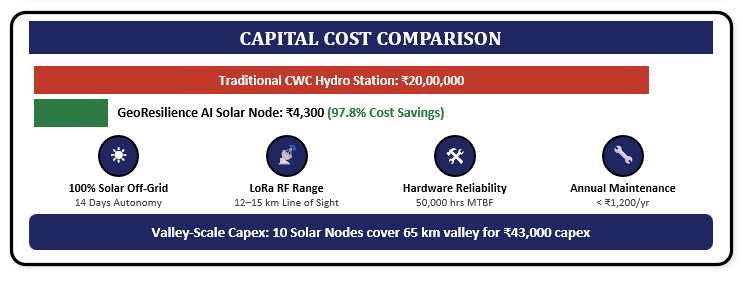 CAPITAL COST COMPARISON
Traditional CWC Hydro Station: ₹20,00,000
GeoResilience AI Solar Node: ₹4,300 (97.8% Cost Savings)
100% Solar Off-Grid
14 Days Autonomy
LoRa RF Range
12–15 km Line of Sight
Hardware Reliability
50,000 hrs MTBF
Annual Maintenance
< ₹1,200/yr
Valley-Scale Capex: 10 Solar Nodes cover 65 km valley for ₹43,000 capex